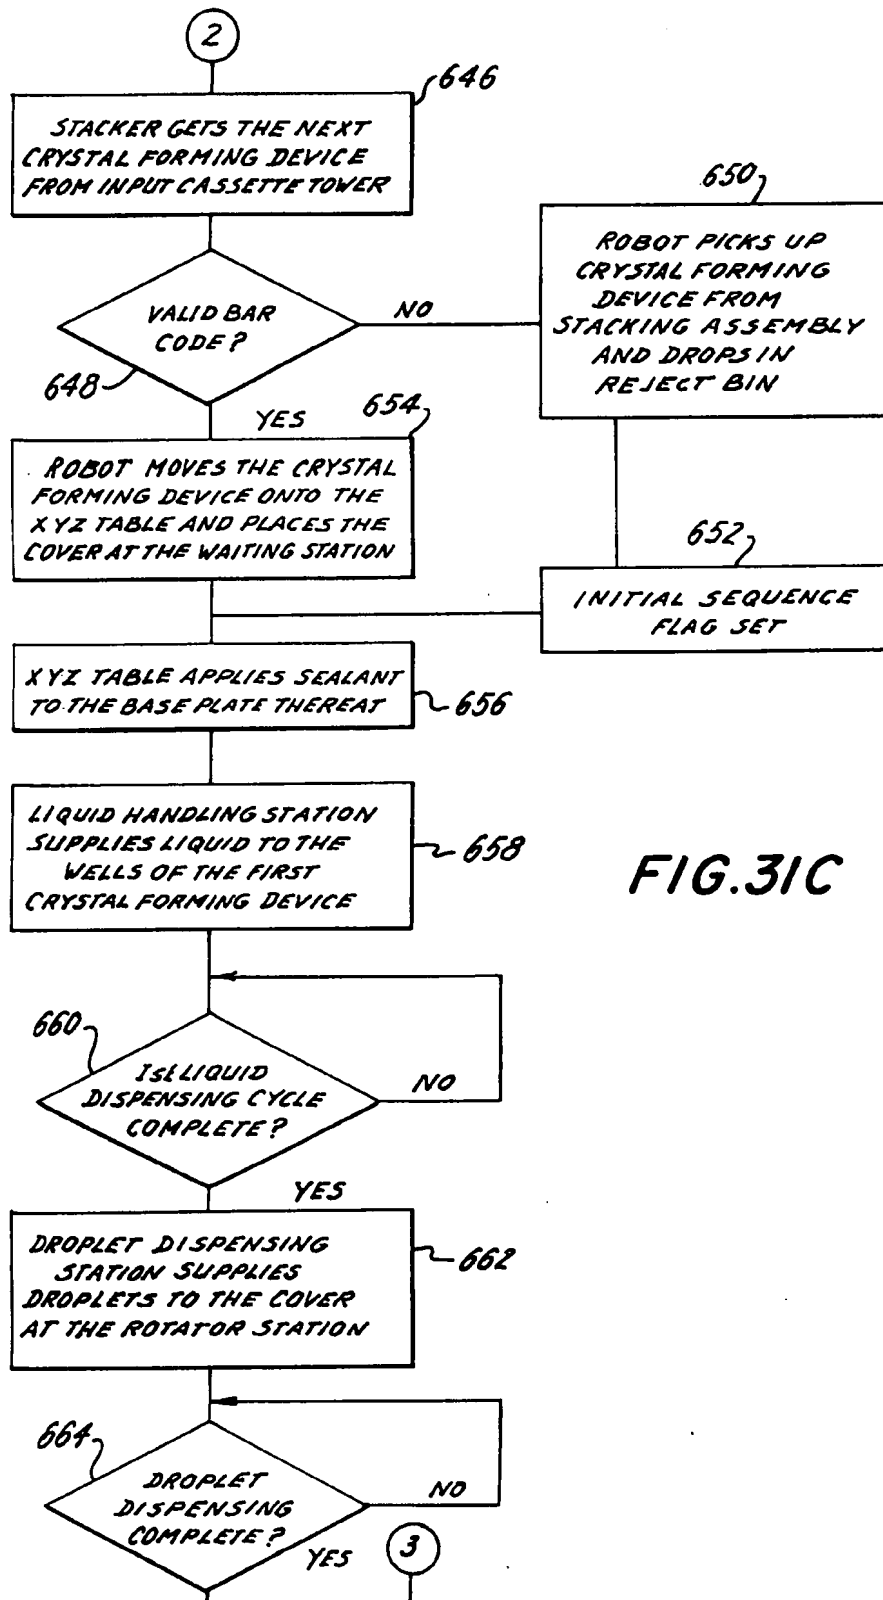 2
646
STACKER GETS THE NEXT
CRYSTAL FORMING DEVICE
FROM INPUT CASSETTE TOWER
650
ROBOT PICKS UP
CRYSTAL FORMING
DEVICE FROM
STACKING ASSEMBLY
AND DROPS IN
REJECT BIN
VALID BAR
CODE?
NO
648
YES
654
ROBOT MOVES THE CRYSTAL
FORMING DEVICE ONTO THE
XYZ TABLE AND PLACES THE
COVER AT THE WAITING STATION
652
INITIAL SEQUENCE
FLAG SET
XYZ TABLE APPLIES SEALANT
TO THE BASE PLATE THEREAT
656
LIQUID HANDLING STATION
SUPPLIES LIQUID TO THE
WELLS OF THE FIRST
CRYSTAL FORMING DEVICE
658
FIG.31C
660
1st LIQUID
DISPENSING CYCLE
COMPLETE?
NO
YES
DROPLET DISPENSING
STATION SUPPLIES
DROPLETS TO THE COVER
AT THE ROTATOR STATION
662
664
DROPLET
DISPENSING
COMPLETE?
NO
YES
3